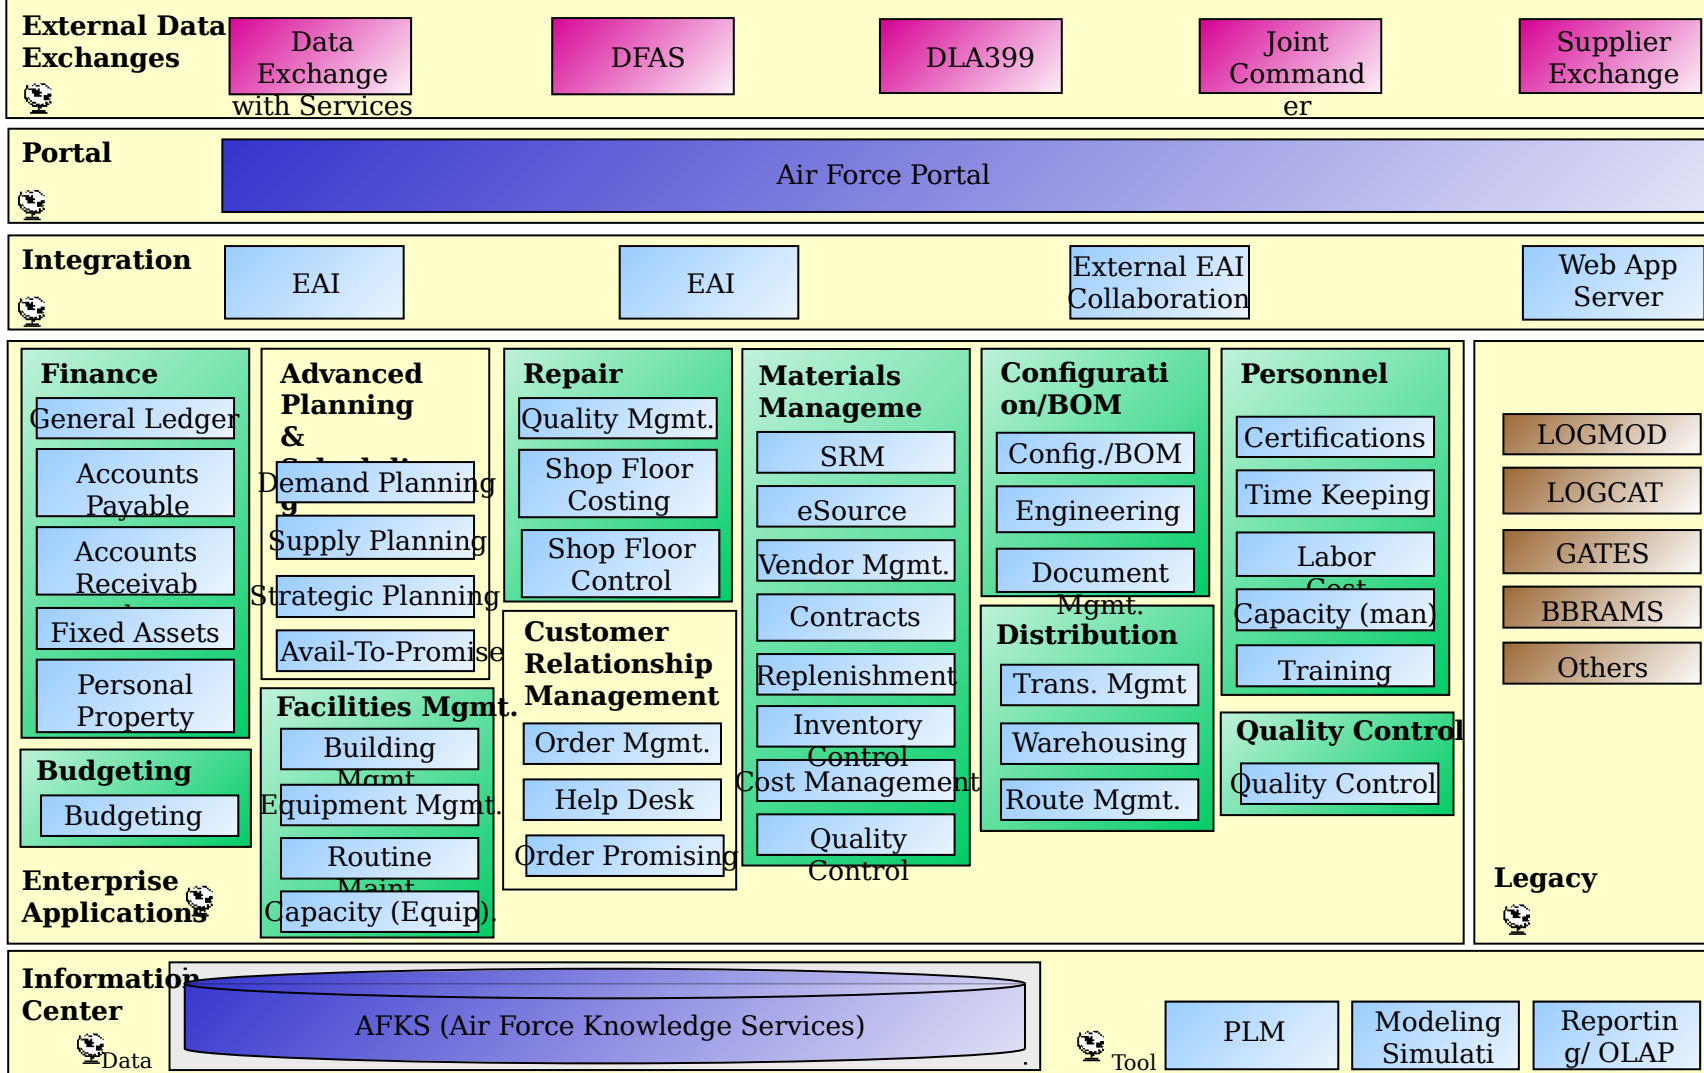 External Data
Exchanges
Data
Exchange
with Services
DFAS
DLA399
Joint
Command
er
Supplier
Exchange
Portal
Air Force Portal
Integration
EAI
EAI
External EAI
Collaboration
Web App
Server
Finance
General Ledger
Accounts
Payable
Accounts
Receivab
Fixed Assets
Personal
Property
Budgeting
Budgeting
Enterprise
Applications
Advanced
Planning
&
Demand Planning
g
Supply Planning
Strategic Planning
Avail-To-Promise
Facilities Mgmt.
Building
Mgmt
Equipment Mgmt.
Routine
Maint
Capacity (Equip).
Repair
Quality Mgmt.
Shop Floor
Costing
Shop Floor
Control
Customer
Relationship
Management
Order Mgmt.
Help Desk
Order Promising
Materials
Manageme
SRM
eSource
Vendor Mgmt.
Contracts
Replenishment
Inventory
Control
Cost Management
Quality
Control
Configurati
on/BOM
Config./BOM
Engineering
Document
Mgmt.
Distribution
Trans. Mgmt
Warehousing
Route Mgmt.
Personnel
Certifications
Time Keeping
Labor
Cost
Capacity (man)
Training
Quality Control
Quality Control
LOGMOD
LOGCAT
GATES
BBRAMS
Others
Legacy
Information
Center
Data
AFKS (Air Force Knowledge Services)
Tool
PLM
Modeling
Simulati
Reportin
g/ OLAP